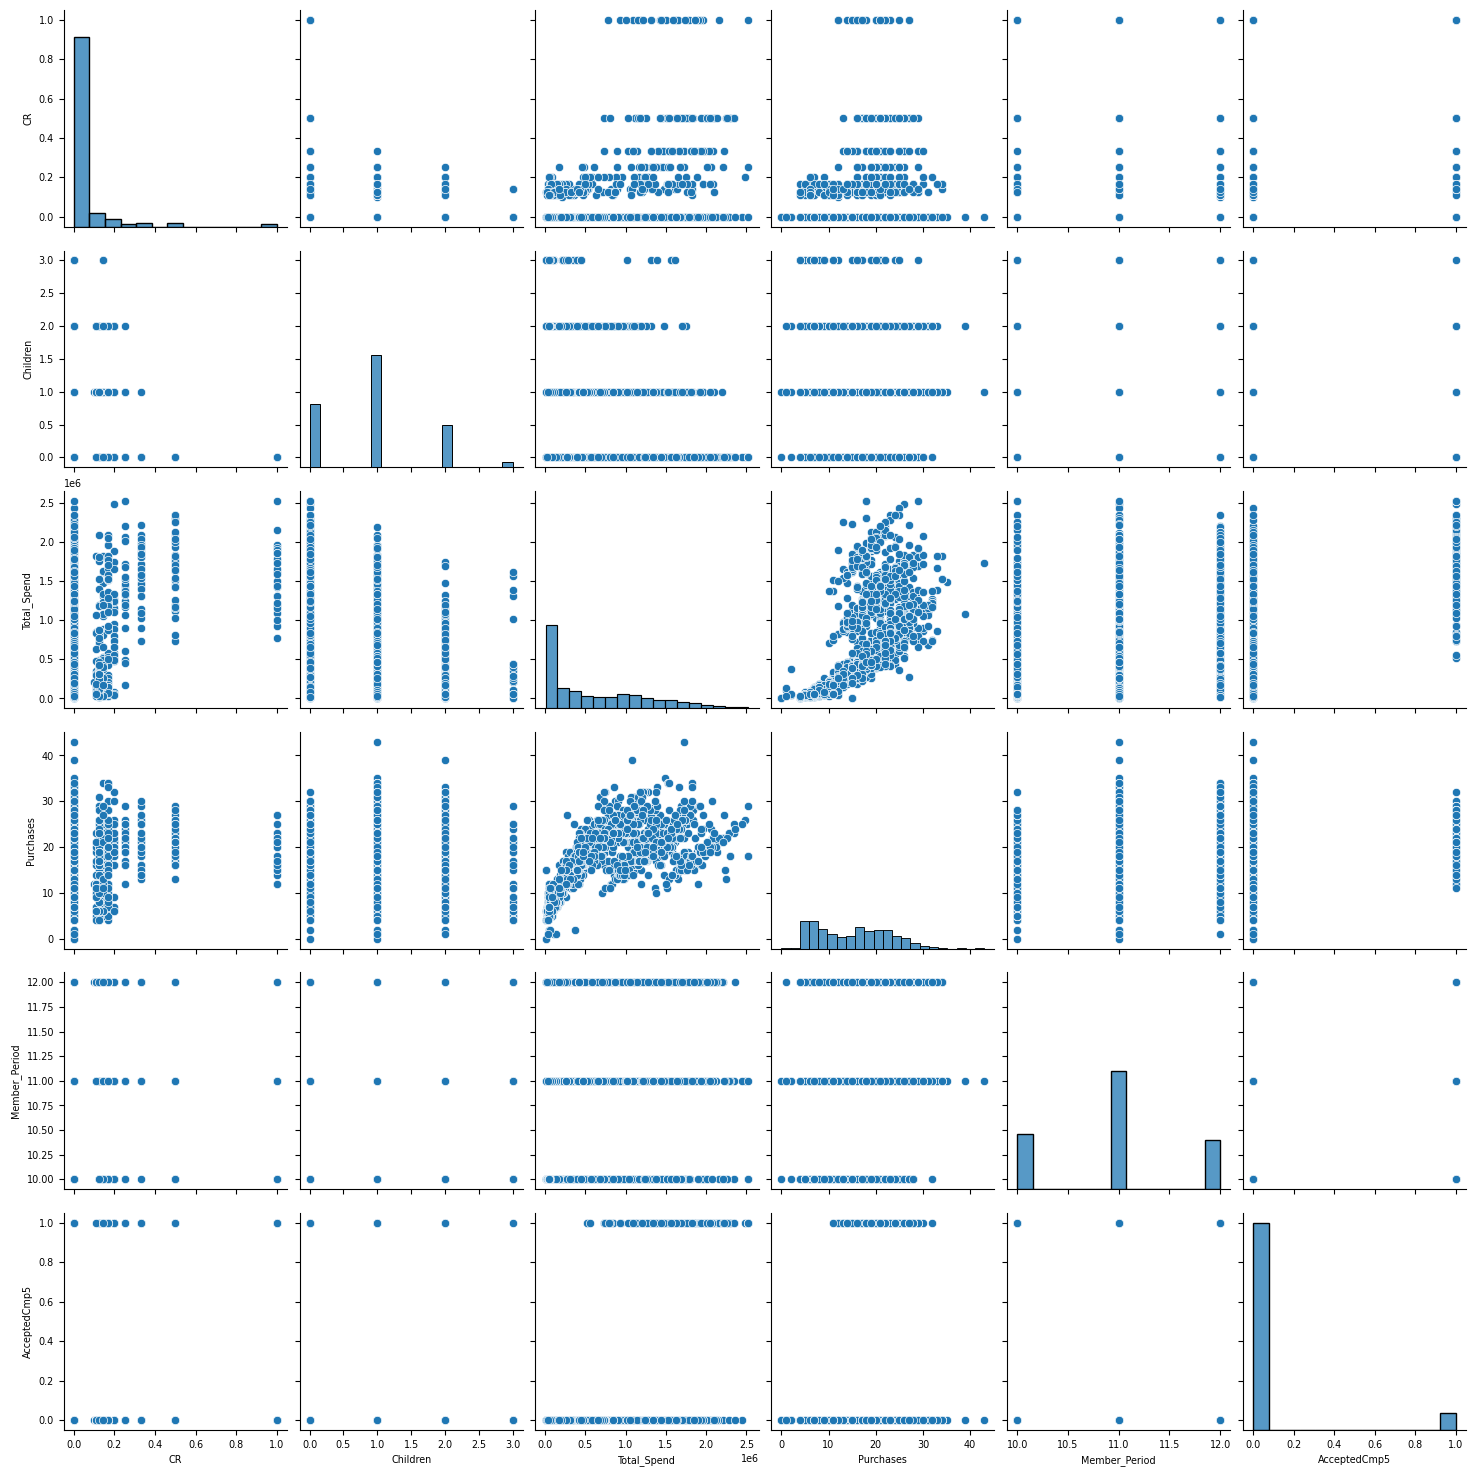 1.0
0.8
0.6
0.4
0.2
0.0
CR
3.0
2.5
2.0
1.5
1.0
0.5
0.0
Children
1e6
2.5
2.0
1.5
1.0
0.5
0.0
Total_Spend
40
30
20
10
0
Purchases
12.00
11.75
11.50
11.25
11.00
10.75
10.50
10.25
10.00
Member_Period
1.0
0.8
0.6
0.4
0.2
0.0
AcceptedCmp5
0.0 0.2 0.4 0.6 0.8 1.0
CR
0.0 0.5 1.0 1.5 2.0 2.5 3.0
Children
0.0 0.5 1.0 1.5 2.0 2.5
1e6
Total_Spend
0 10 20 30 40
Purchases
10.0 10.5 11.0 11.5 12.0
Member_Period
0.0 0.2 0.4 0.6 0.8 1.0
AcceptedCmp5